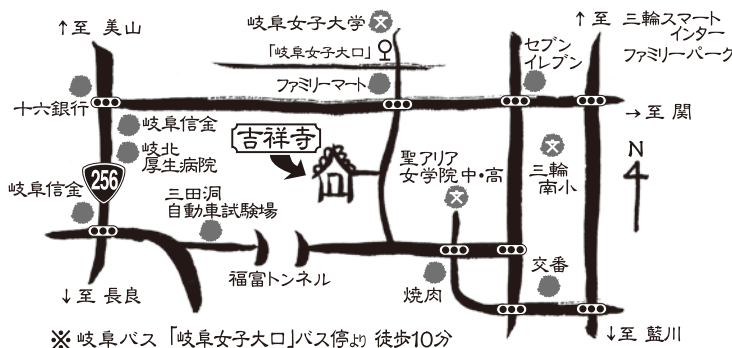 ↑至 美山
岐阜女子大学
「岐阜女子大口」
ファミリーマート
セブン
イレブン
↑至 三輪スマート
インター
ファミリーパーク
十六銀行
→至 関
岐阜信金
岐北
厚生病院
吉祥寺
聖アリア
女学院中・高
三輪
南小
N
256
岐阜信金
三田洞
自動車試験場
福富トンネル
焼肉
交番
↓至 長良
↓至 藍川
※ 岐阜バス 「岐阜女子大口」バス停より 徒歩10分